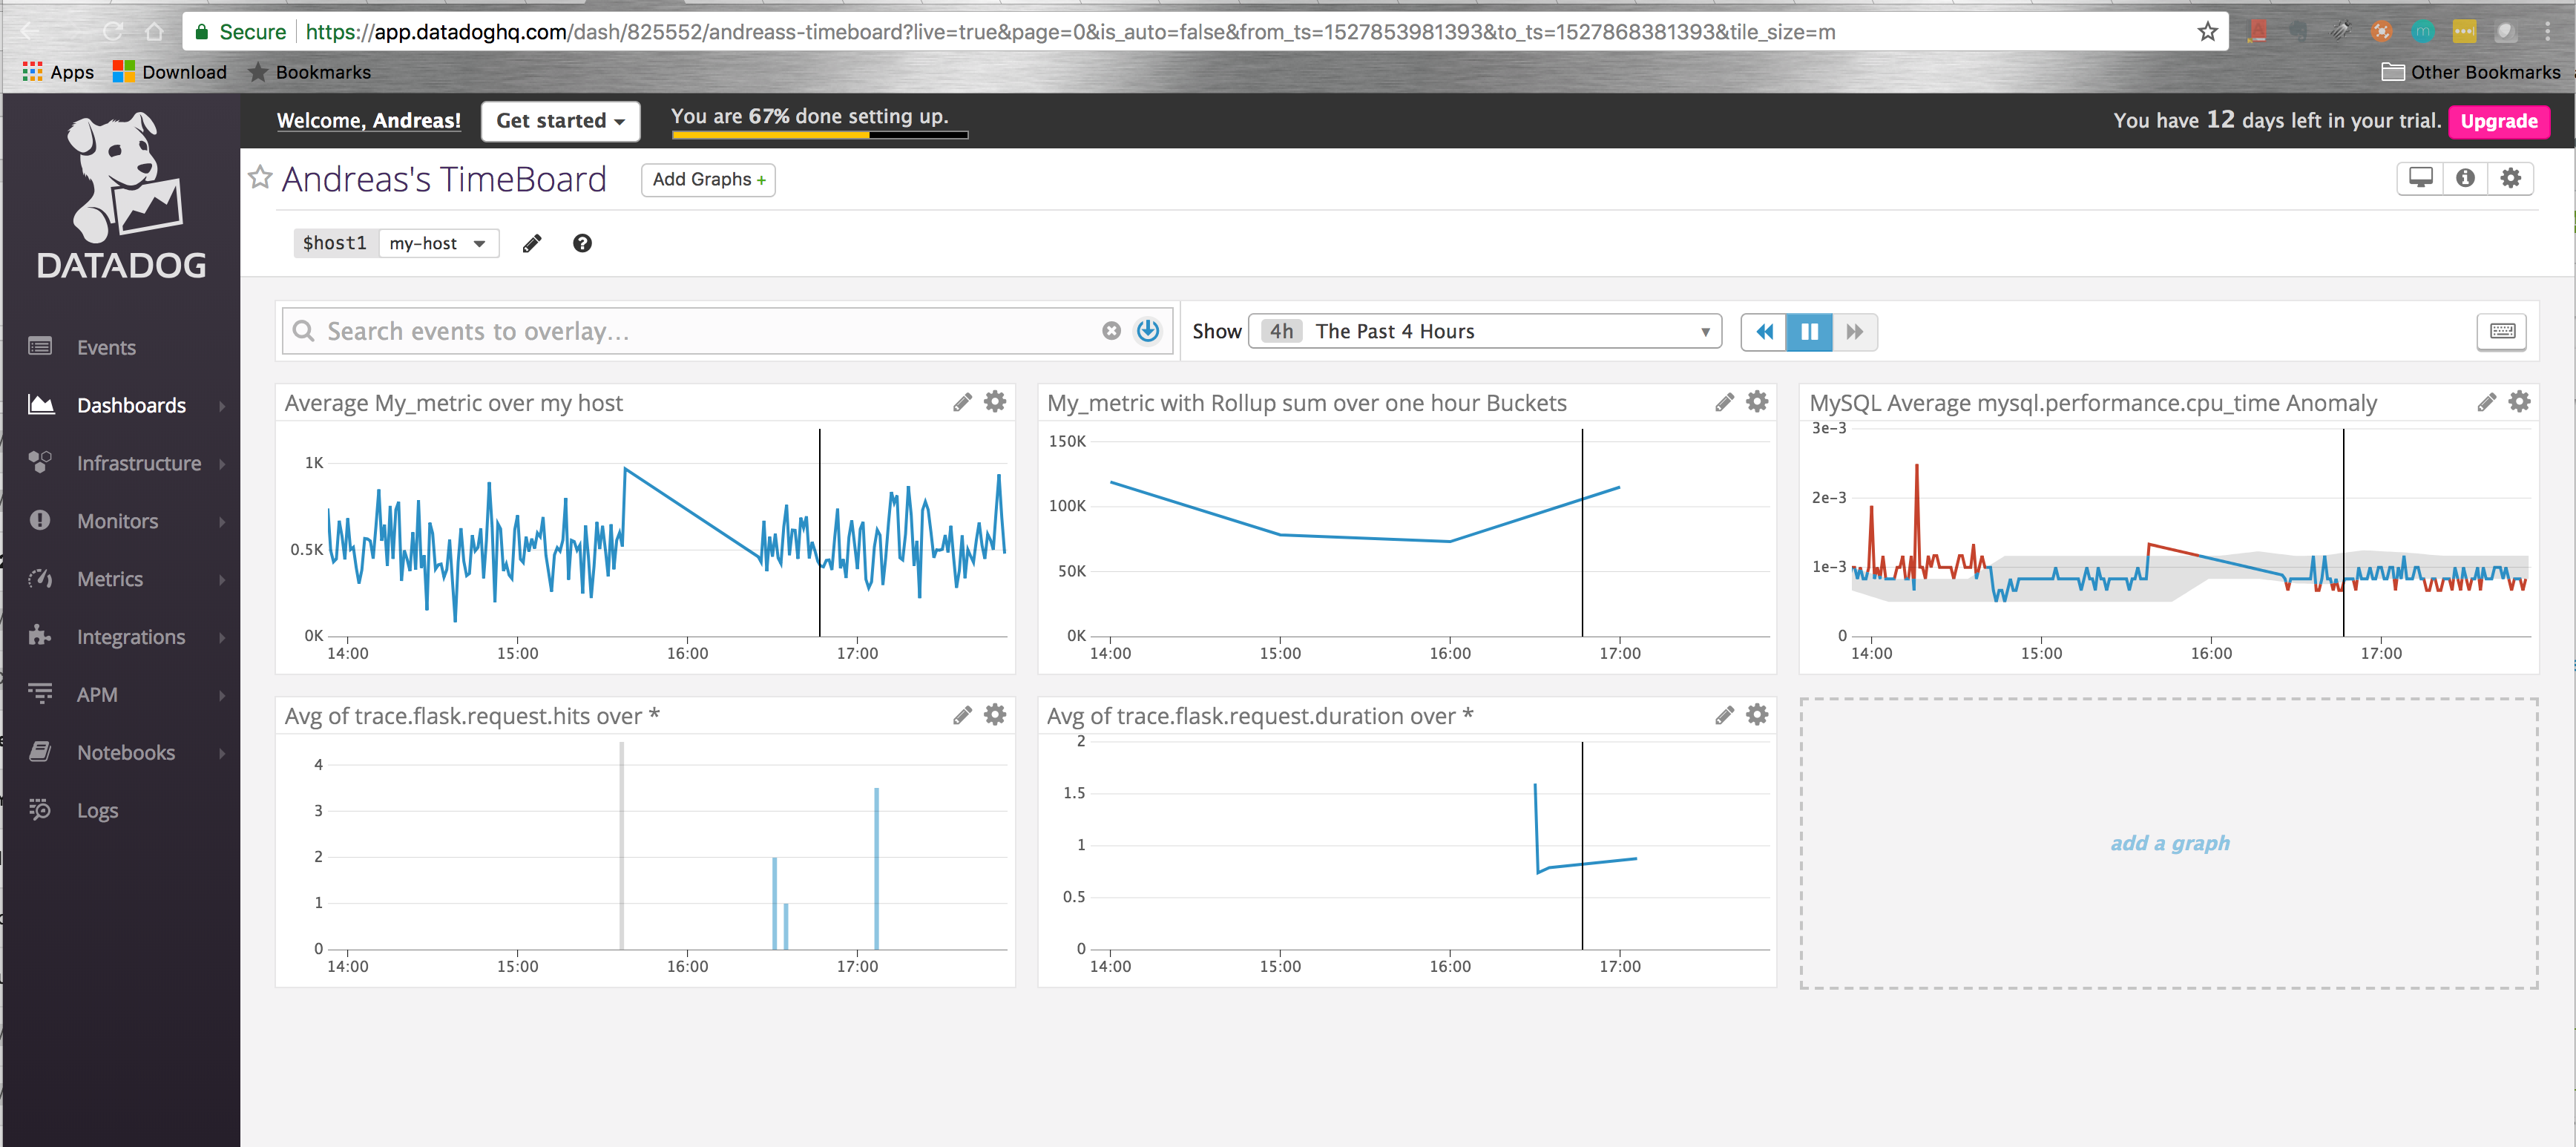 Secure https://app.datadoghq.com/dash/825552/andreass-timeboard?live=true&page=0&is_auto=false&from_ts=1527853981393&to_ts=1527868381393&tile_size=m
Apps Download Bookmarks Other Bookmarks
DATADOG
Welcome, Andreas! Get started You are 67% done setting up. You have 12 days left in your trial. Upgrade
Andreas's TimeBoard Add Graphs +
$host1 my-host
Search events to overlay... Show 4h The Past 4 Hours
Events
Dashboards
Infrastructure
Monitors
Metrics
Integrations
APM
Notebooks
Logs
Average My_metric over my host
1K
0.5K
0K
14:00 15:00 16:00 17:00
My_metric with Rollup sum over one hour Buckets
150K
100K
50K
0K
14:00 15:00 16:00 17:00
MySQL Average mysql.performance.cpu_time Anomaly
3e-3
2e-3
1e-3
0
14:00 15:00 16:00 17:00
Avg of trace.flask.request.hits over *
4
3
2
1
0
14:00 15:00 16:00 17:00
Avg of trace.flask.request.duration over *
2
1.5
1
0.5
0
14:00 15:00 16:00 17:00
add a graph